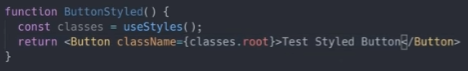 function ButtonStyled() {
  const classes = useStyles();
  return <Button className={classes.root}>Test Styled Button</Button>
}